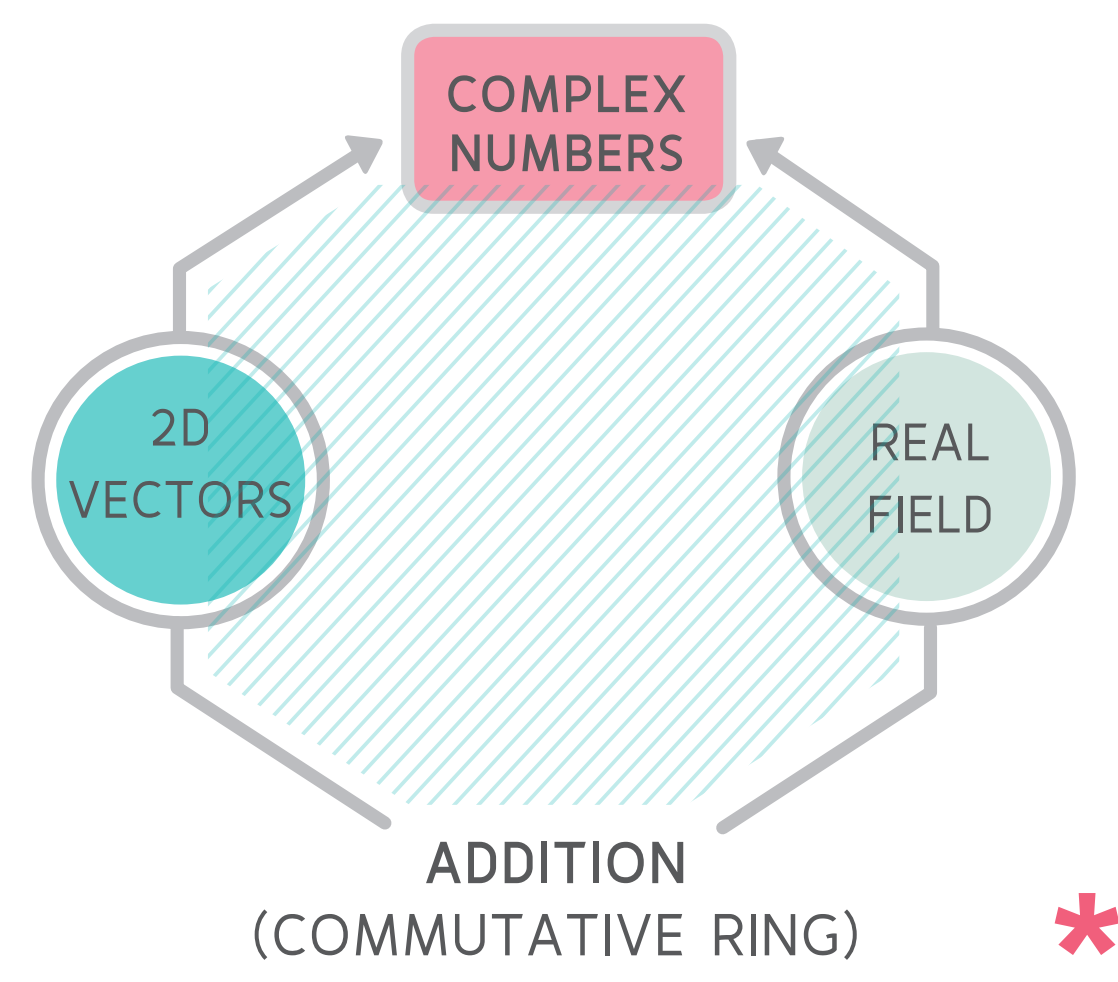 COMPLEX
NUMBERS
2D
VECTORS
REAL
FIELD
ADDITION
(COMMUTATIVE RING)
*